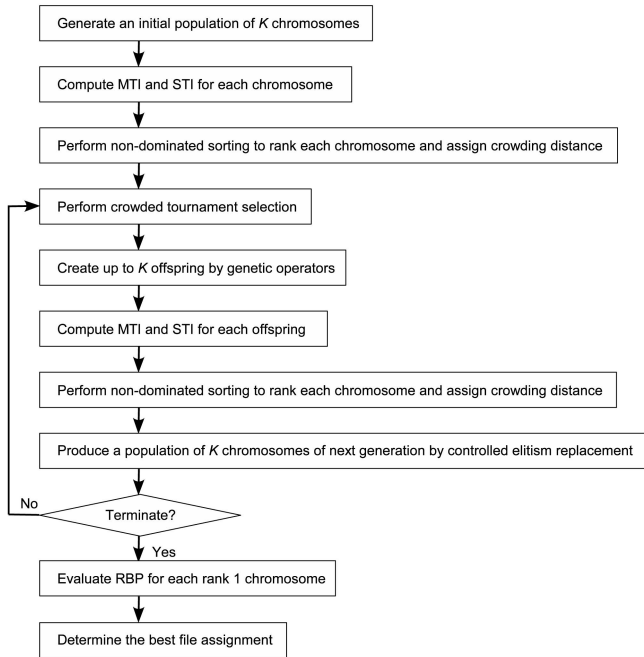 Generate an initial population of K chromosomes
Compute MTI and STI for each chromosome
Perform non-dominated sorting to rank each chromosome and assign crowding distance
Perform crowded tournament selection
Create up to K offspring by genetic operators
Compute MTI and STI for each offspring
Perform non-dominated sorting to rank each chromosome and assign crowding distance
Produce a population of K chromosomes of next generation by controlled elitism replacement
No
Terminate?
Yes
Evaluate RBP for each rank 1 chromosome
Determine the best file assignment